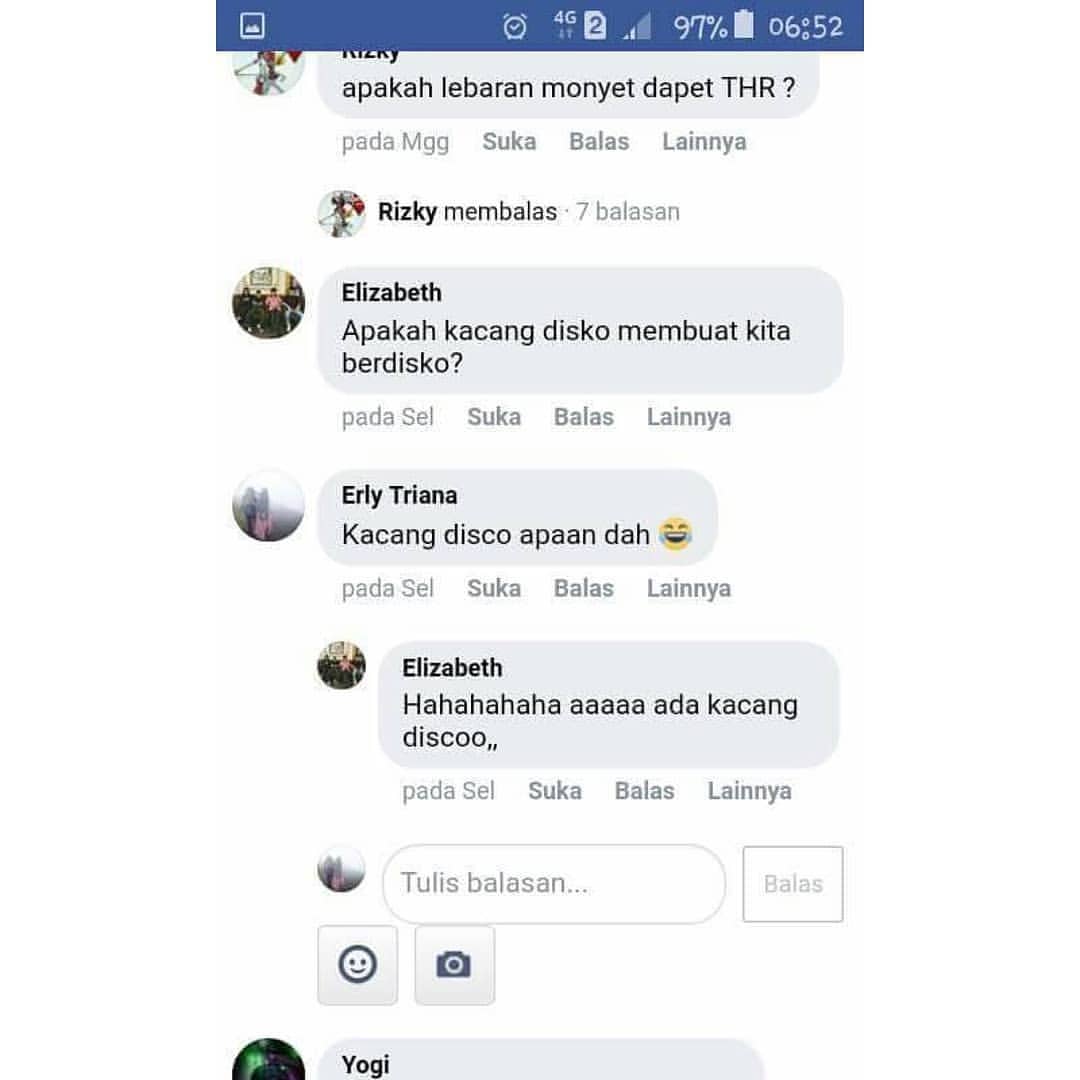 4G 2 97% 06:52
Rizky
apakah lebaran monyet dapet THR ?
pada Mgg Suka Balas Lainnya
Rizky membalas · 7 balasan
Elizabeth
Apakah kacang disko membuat kita
berdisko?
pada Sel Suka Balas Lainnya
Erly Triana
Kacang disco apaan dah 😂
pada Sel Suka Balas Lainnya
Elizabeth
Hahahahaha aaaaa ada kacang
discoo,,
pada Sel Suka Balas Lainnya
Tulis balasan... Balas
Yogi